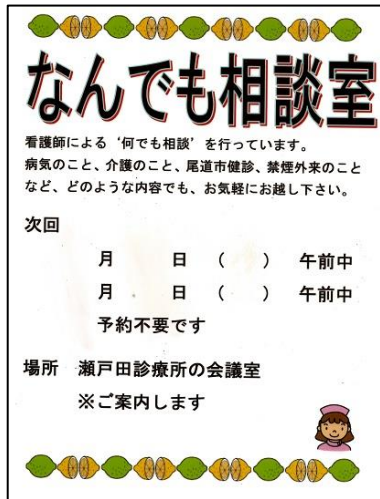 なんでも相談室
看護師による‘何でも相談’を行っています。
病気のこと、介護のこと、尾道市健診、禁煙外来のこと
など、どのような内容でも、お気軽にお越し下さい。
次回
月　　日　（　　）　午前中
月　　日　（　　）　午前中
予約不要です
場所　瀬戸田診療所の会議室
※ご案内します